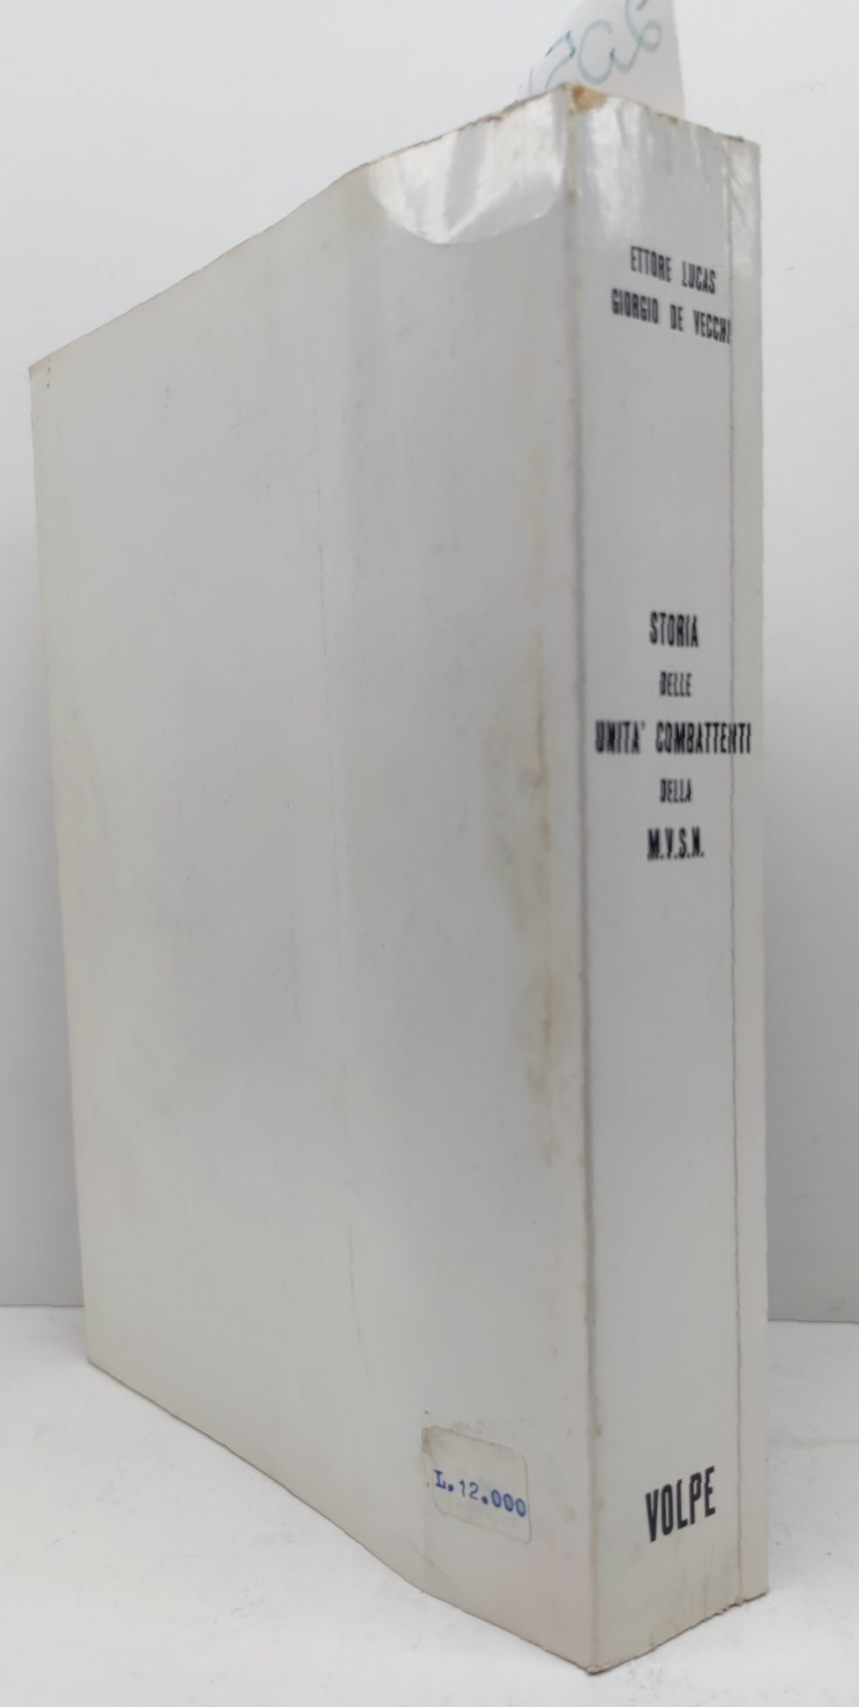 ETTORE LUCAS
GIORGIO DE VECCHI
STORIA
DELLE
UNITA' COMBATTENTI
DELLA
M.V.S.N.
VOLPE
L.12.000